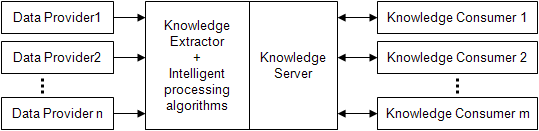 Data Provider1
Data Provider2
Data Provider n
Knowledge
Extractor
+
Intelligent
processing
algorithms
Knowledge
Server
Knowledge Consumer 1
Knowledge Consumer 2
Knowledge Consumer m